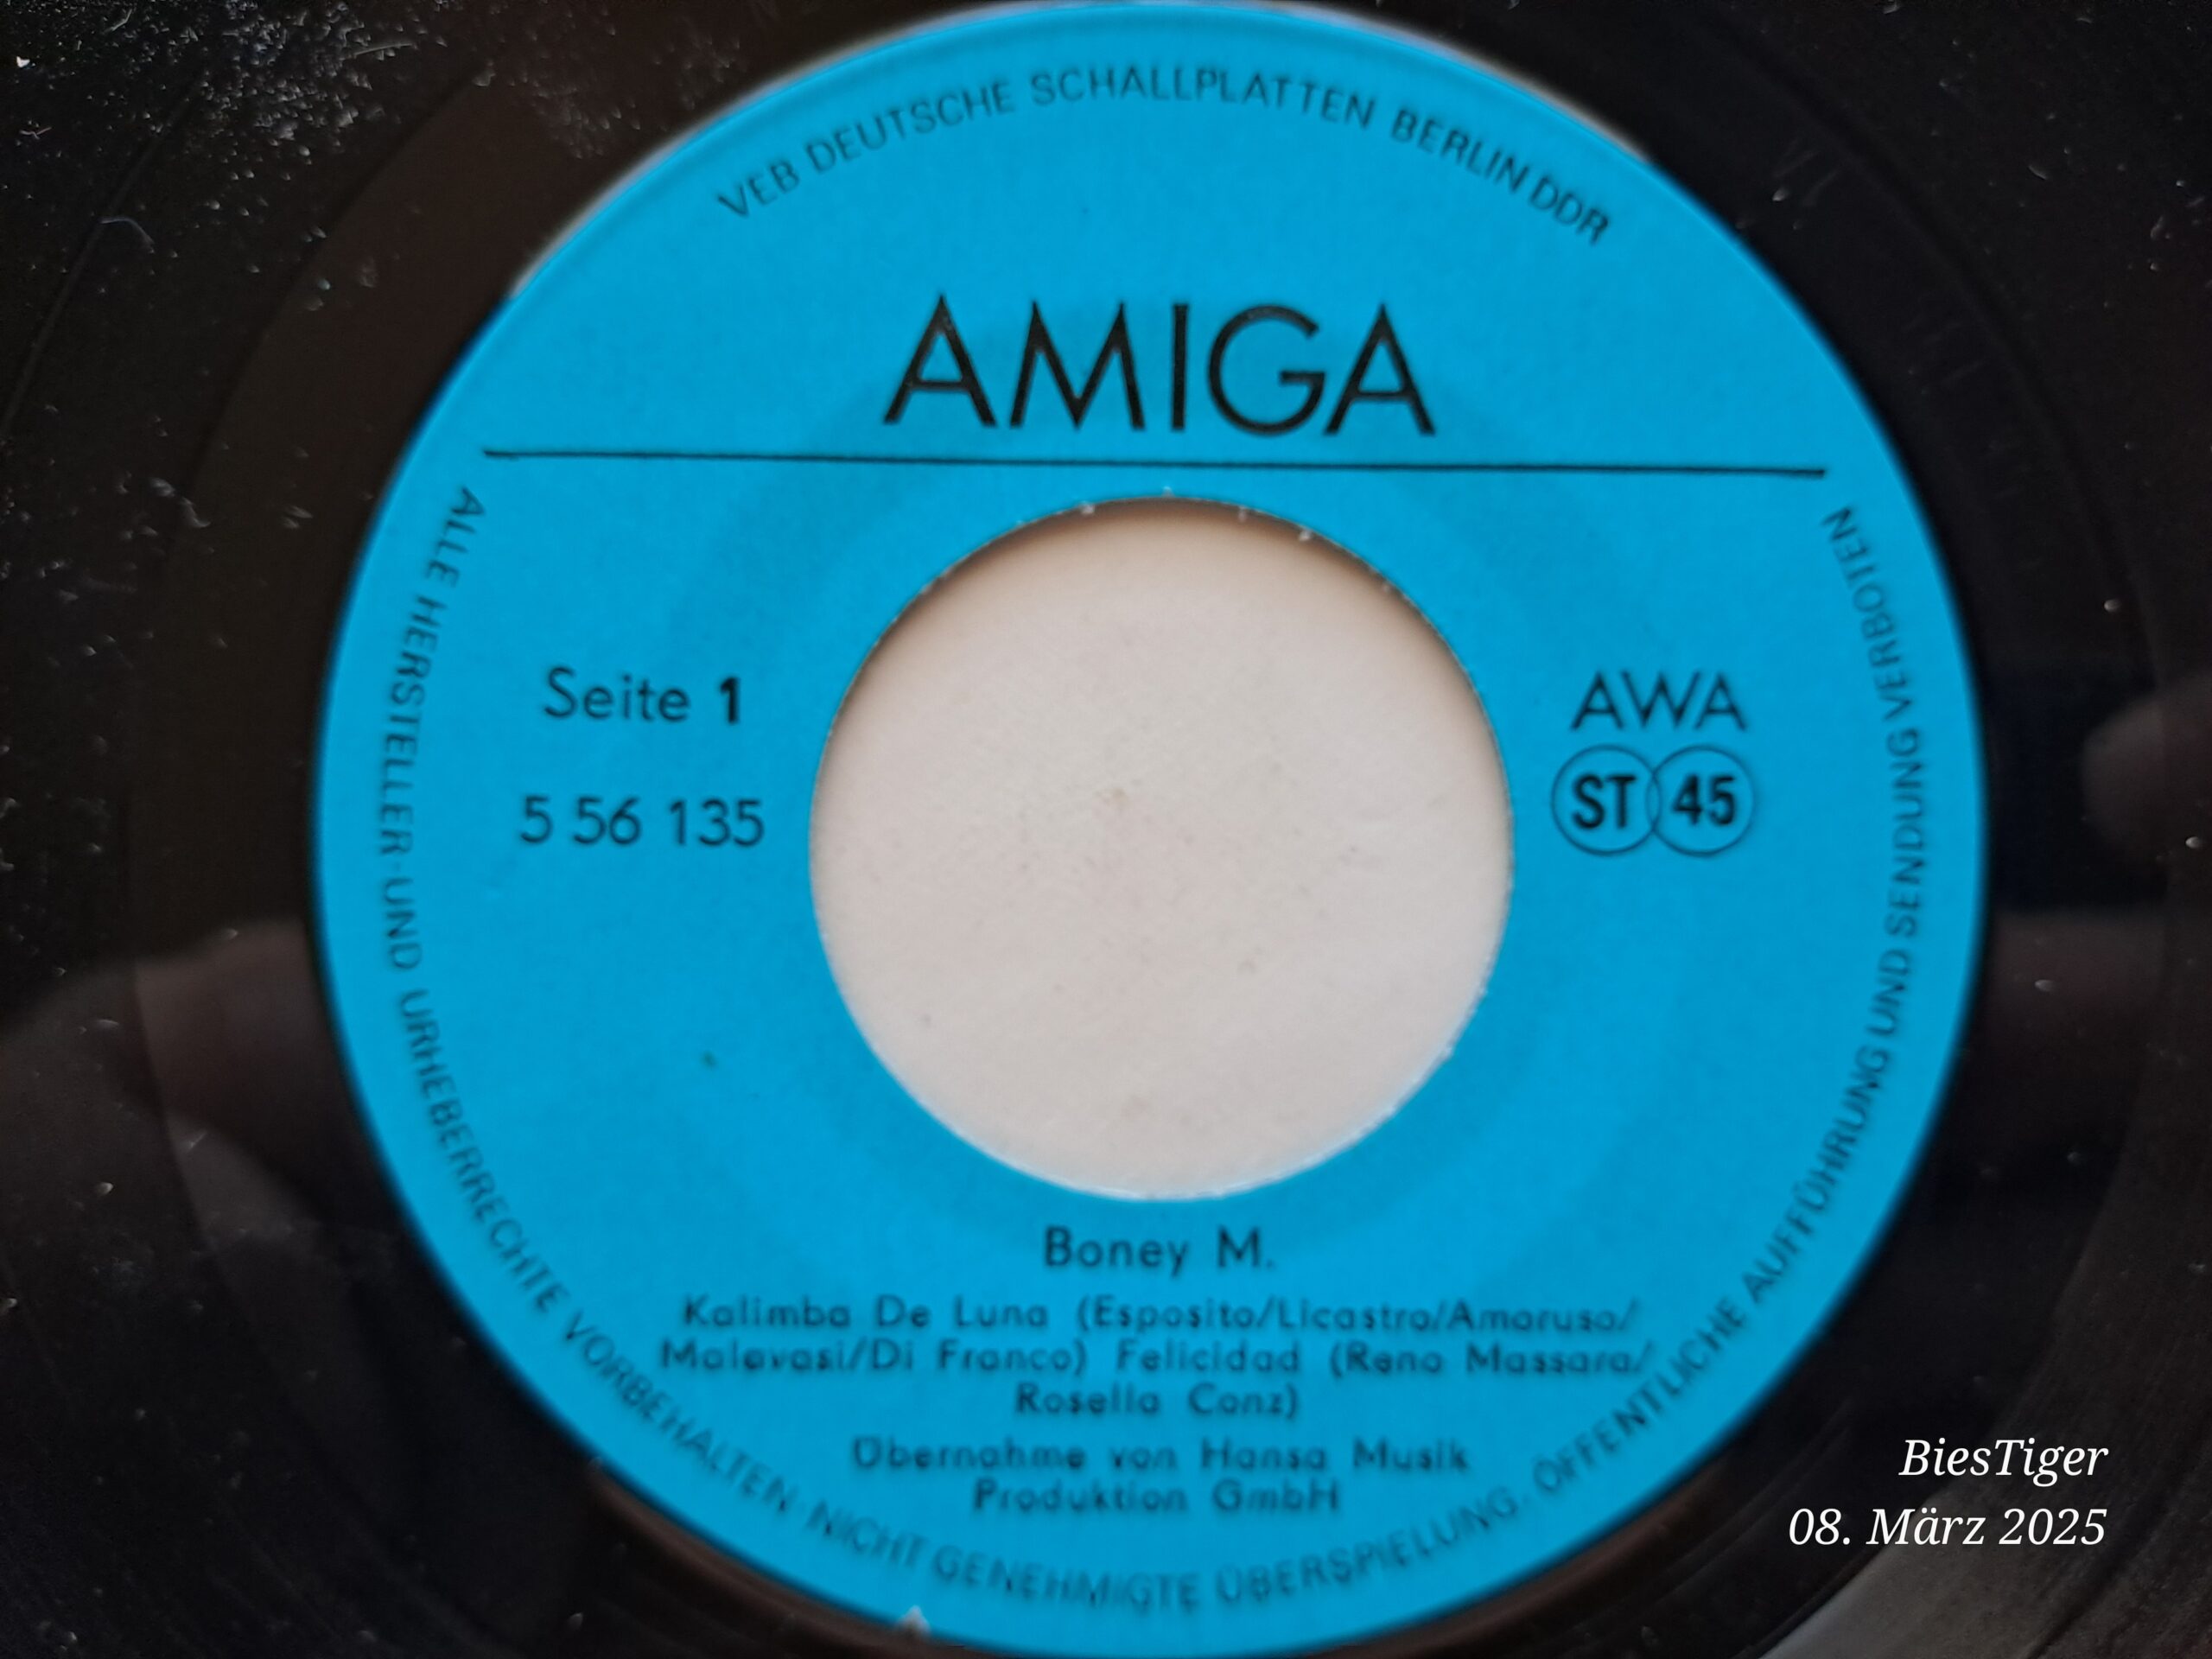 VEB DEUTSCHE SCHALLPLATTEN BERLIN DDR
AMIGA
Seite 1
5 56 135
AWA
ST 45
Boney M.
Kalimba De Luna (Esposito/Licastro/Amoruso/
Malavasi/Di Franco) Felicidad (Reno Massara/
Rosella Conz)
Übernahme von Hansa Musik
Produktion GmbH
ALLE HERSTELLER- UND URHEBERRECHTE VORBEHALTEN · NICHT GENEHMIGTE ÜBERSPIELUNG, ÖFFENTLICHE AUFFÜHRUNG UND SENDUNG VERBOTEN
BiesTiger
08. März 2025